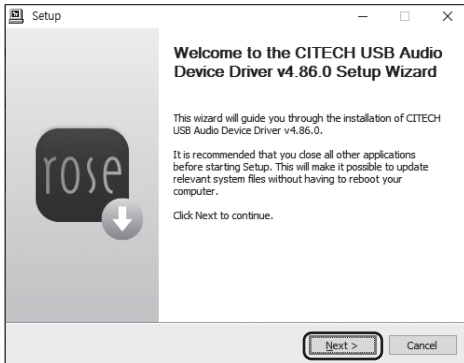 Setup
Welcome to the CITECH USB Audio
Device Driver v4.86.0 Setup Wizard
This wizard will guide you through the installation of CITECH
USB Audio Device Driver v4.86.0.
It is recommended that you close all other applications
before starting Setup. This will make it possible to update
relevant system files without having to reboot your
computer.
Click Next to continue.
rose
Next >
Cancel